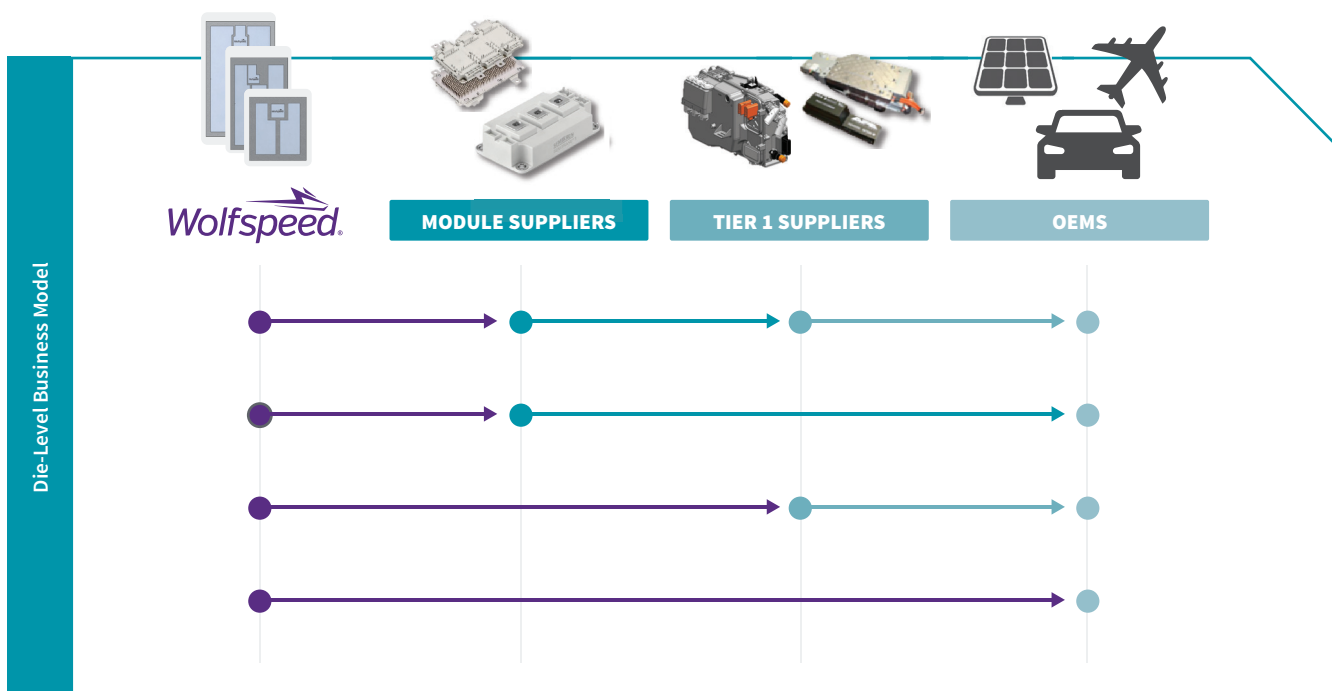 Wolfspeed®
MODULE SUPPLIERS
TIER 1 SUPPLIERS
OEMS
Die-Level Business Model